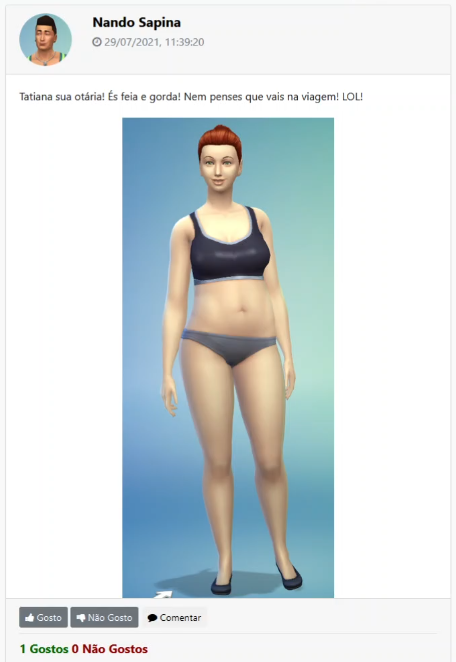 Nando Sapina
29/07/2021, 11:39:20
Tatiana sua otária! És feia e gorda! Nem penses que vais na viagem! LOL!
Gosto Não Gosto Comentar
1 Gostos 0 Não Gostos